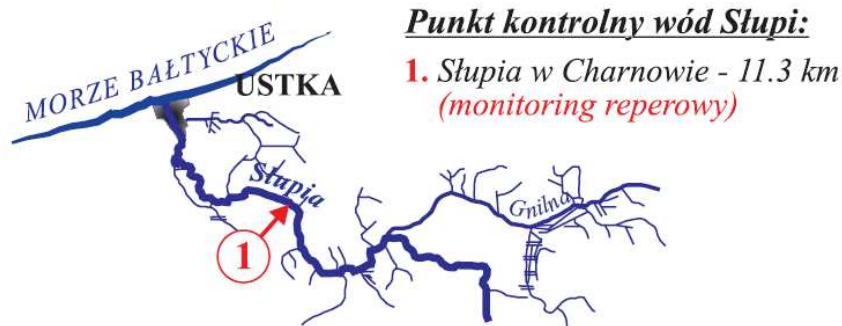 Punkt kontrolny wód Słupi:
1. Słupia w Charnowie - 11.3 km
(monitoring reperowy)
MORZE BAŁTYCKIE
USTKA
Słupia
Gnilna
1